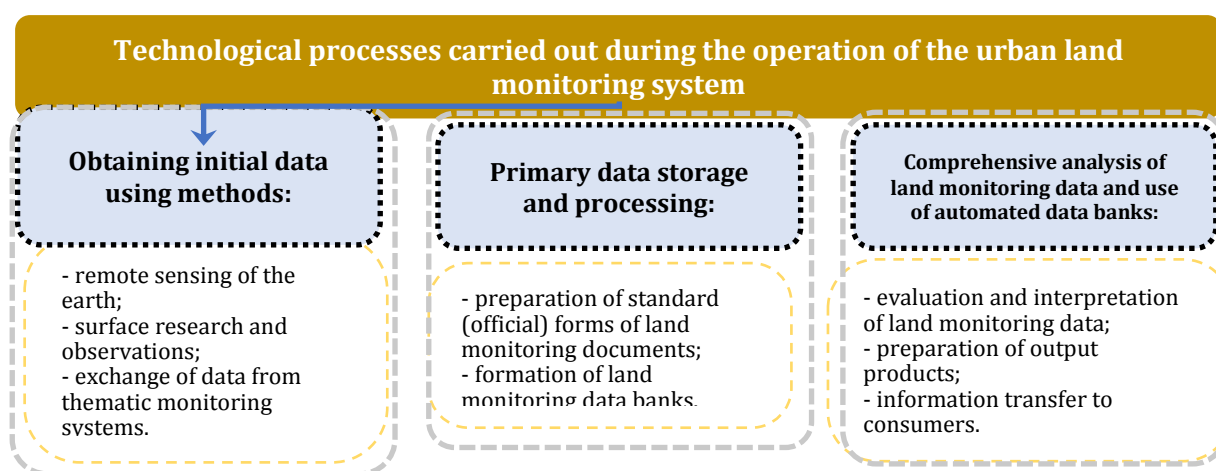 Technological processes carried out during the operation of the urban land
monitoring system
Obtaining initial data
using methods:
- remote sensing of the
earth;
- surface research and
observations;
- exchange of data from
thematic monitoring
systems.
Primary data storage
and processing:
- preparation of standard
(official) forms of land
monitoring documents;
- formation of land
monitoring data banks.
Comprehensive analysis of
land monitoring data and use
of automated data banks:
- evaluation and interpretation
of land monitoring data;
- preparation of output
products;
- information transfer to
consumers.